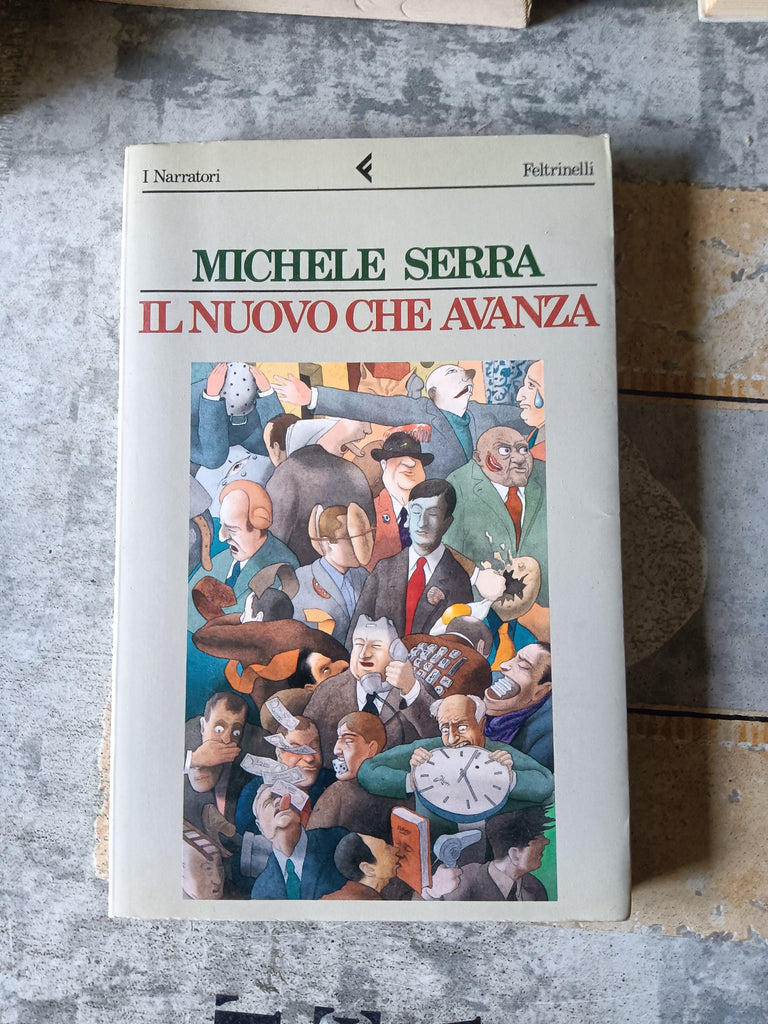 I Narratori
Feltrinelli
MICHELE SERRA
IL NUOVO CHE AVANZA